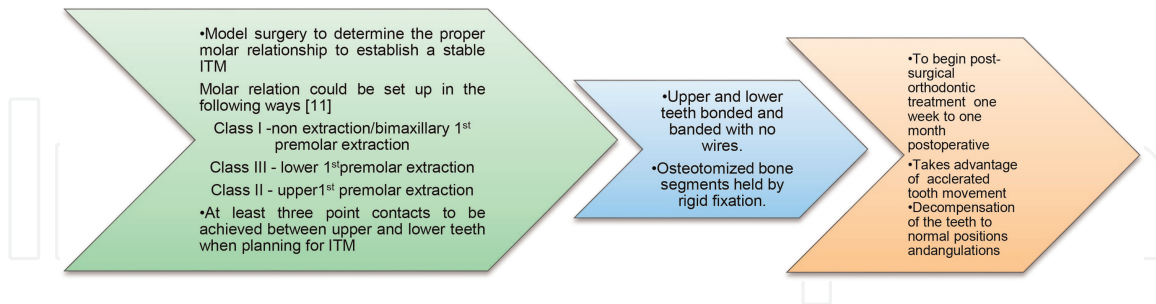 •Model surgery to determine the proper
molar relationship to establish a stable
ITM
Molar relation could be set up in the
following ways [11]
Class I -non extraction/bimaxillary 1st
premolar extraction
Class III - lower 1stpremolar extraction
Class II - upper1st premolar extraction
•At least three point contacts to be
achieved between upper and lower teeth
when planning for ITM
•Upper and lower
teeth bonded and
banded with no
wires.
•Osteotomized bone
segments held by
rigid fixation.
•To begin post-
surgical
orthodontic
treatment one
week to one
month
postoperative
•Takes advantage
of acclerated
tooth movement
•Decompensation
of the teeth to
normal positions
andangulations